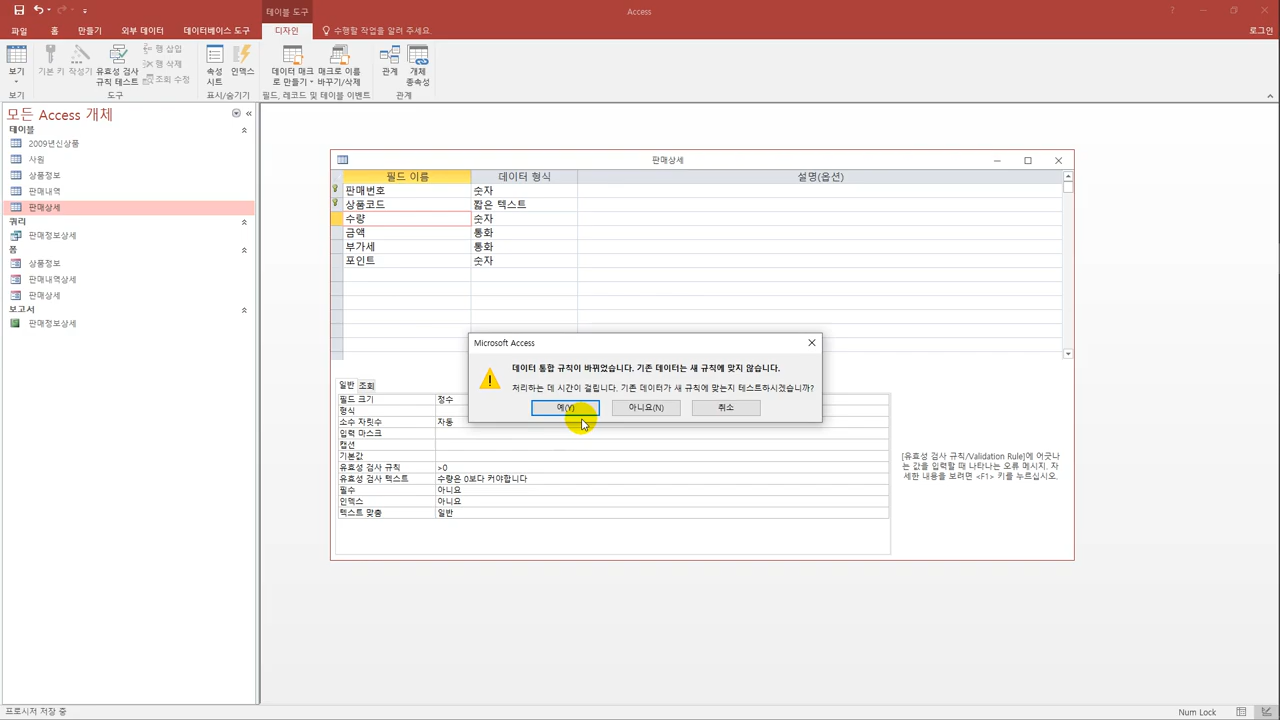 테이블 도구
Access
파일
홈
만들기
외부 데이터
데이터베이스 도구
디자인
수행할 작업을 알려 주세요.
로그인
보기
기본 키
작성기
유효성 검사
규칙 테스트
행 삽입
행 삭제
조회 수정
속성
시트
인덱스
데이터 매크
로 만들기
매크로 이름
바꾸기/삭제
관계
개체
종속성
보기
도구
표시/숨기기
필드, 레코드 및 테이블 이벤트
관계
모든 Access 개체
테이블
2009년신상품
사원
상품정보
판매내역
판매상세
쿼리
판매정보상세
폼
상품정보
판매내역상세
판매상세
보고서
판매정보상세
판매상세
필드 이름 데이터 형식 설명(옵션)
판매번호 숫자
상품코드 짧은 텍스트
수량 숫자
금액 통화
부가세 통화
포인트 숫자
Microsoft Access
데이터 통합 규칙이 바뀌었습니다. 기존 데이터는 새 규칙에 맞지 않습니다.
처리하는 데 시간이 걸립니다. 기존 데이터가 새 규칙에 맞는지 테스트하시겠습니까?
예(Y) 아니요(N) 취소
일반 조회
필드 크기 정수
형식
소수 자릿수 자동
입력 마스크
캡션
기본값
유효성 검사 규칙 >0
유효성 검사 텍스트 수량은 0보다 커야합니다
필수 아니요
인덱스 아니요
텍스트 맞춤 일반
[유효성 검사 규칙/Validation Rule]에 어긋나
는 값을 입력할 때 나타나는 오류 메시지. 자
세한 내용을 보려면 <F1> 키를 누르십시오.
프로시저 저장 중
Num Lock